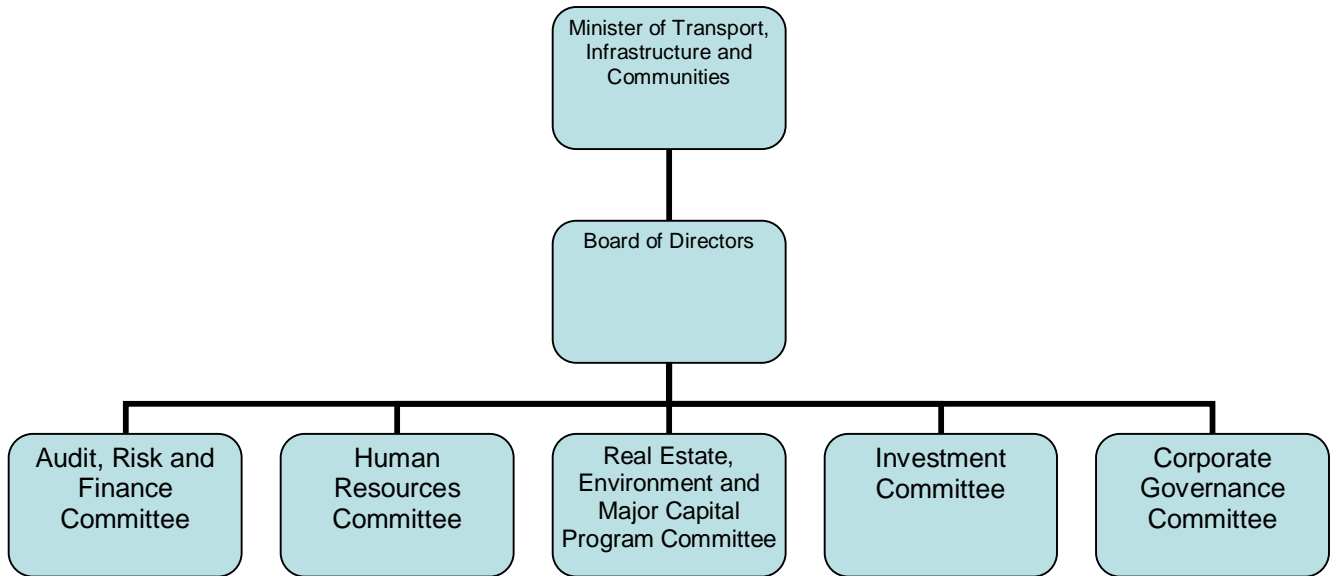 Minister of Transport,
Infrastructure and
Communities
Board of Directors
Audit, Risk and
Finance
Committee
Human
Resources
Committee
Real Estate,
Environment and
Major Capital
Program Committee
Investment
Committee
Corporate
Governance
Committee